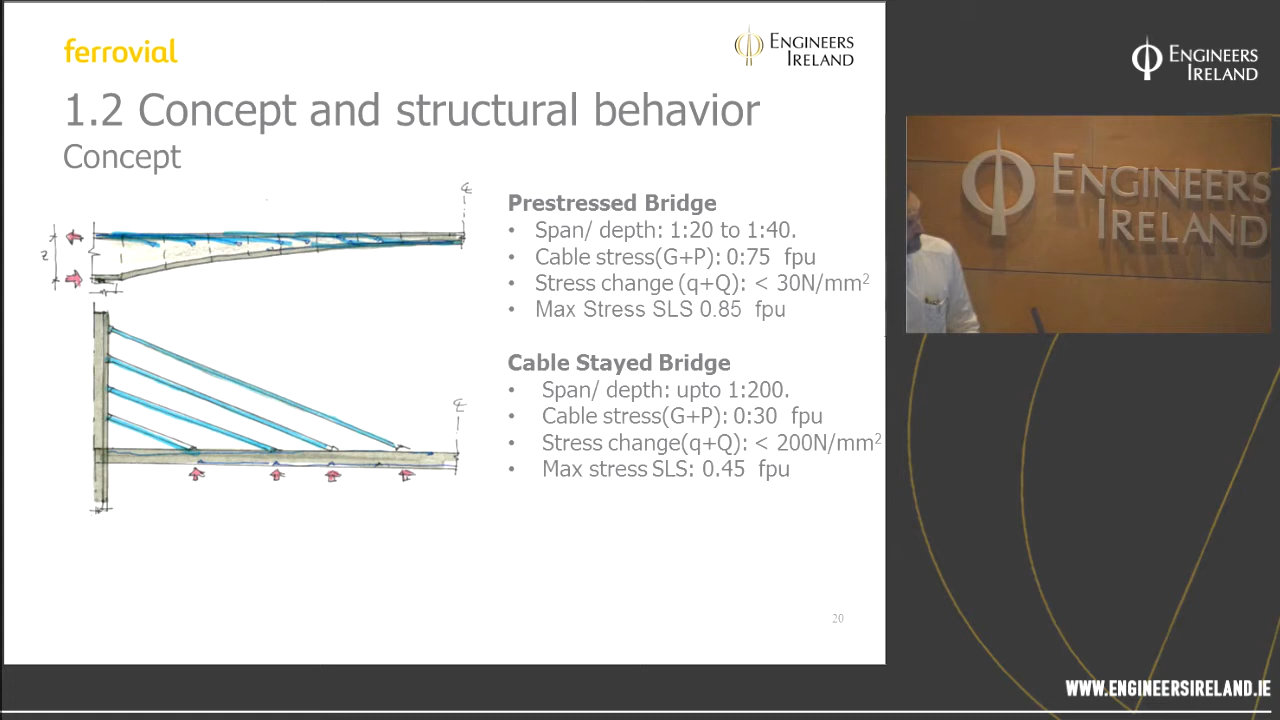 ferrovial
ENGINEERS
IRELAND
1.2 Concept and structural behavior
Concept
Prestressed Bridge
• Span/ depth: 1:20 to 1:40.
• Cable stress(G+P): 0:75 fpu
• Stress change (q+Q): < 30N/mm²
• Max Stress SLS 0.85 fpu
Cable Stayed Bridge
• Span/ depth: upto 1:200.
• Cable stress(G+P): 0:30 fpu
• Stress change(q+Q): < 200N/mm²
• Max stress SLS: 0.45 fpu
20
ENGINEERS
IRELAND
ENGINEERS
IRELAND
WWW.ENGINEERSIRELAND.IE